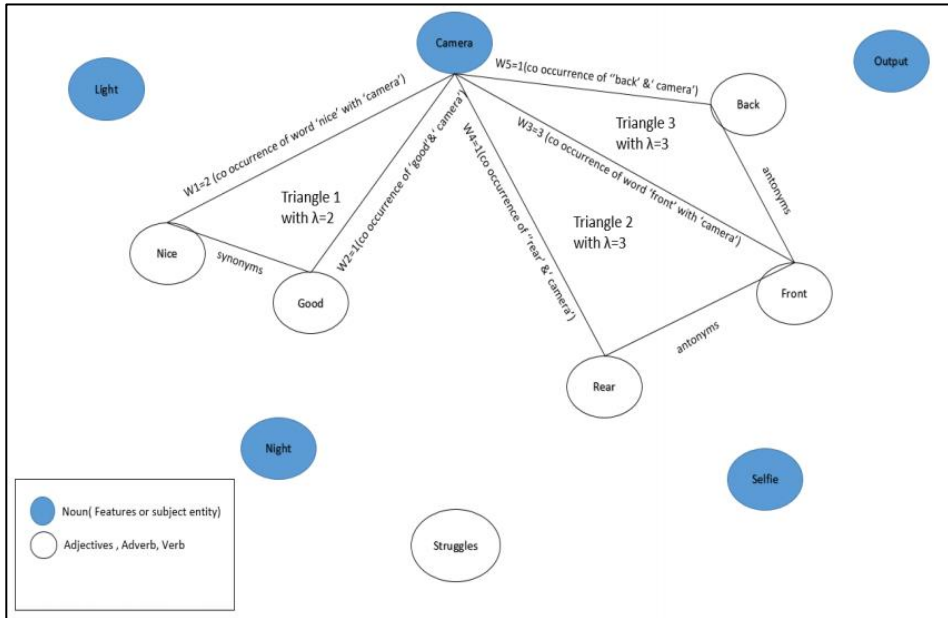 Camera
Light
Output
W5=1(co occurrence of ''back' &' camera')
Back
W1=2 (co occurrence of word 'nice' with 'camera')
W2=1(co occurrence of 'good'&' camera')
W4=1(co occurrence of ''rear' &' camera')
W3=3 (co occurrence of word 'front' with 'camera')
Triangle 3
with λ=3
antonyms
Triangle 1
with λ=2
Triangle 2
with λ=3
Nice
synonyms
Good
Front
antonyms
Rear
Night
Selfie
Noun( Features or subject entity)
Adjectives , Adverb, Verb
Struggles